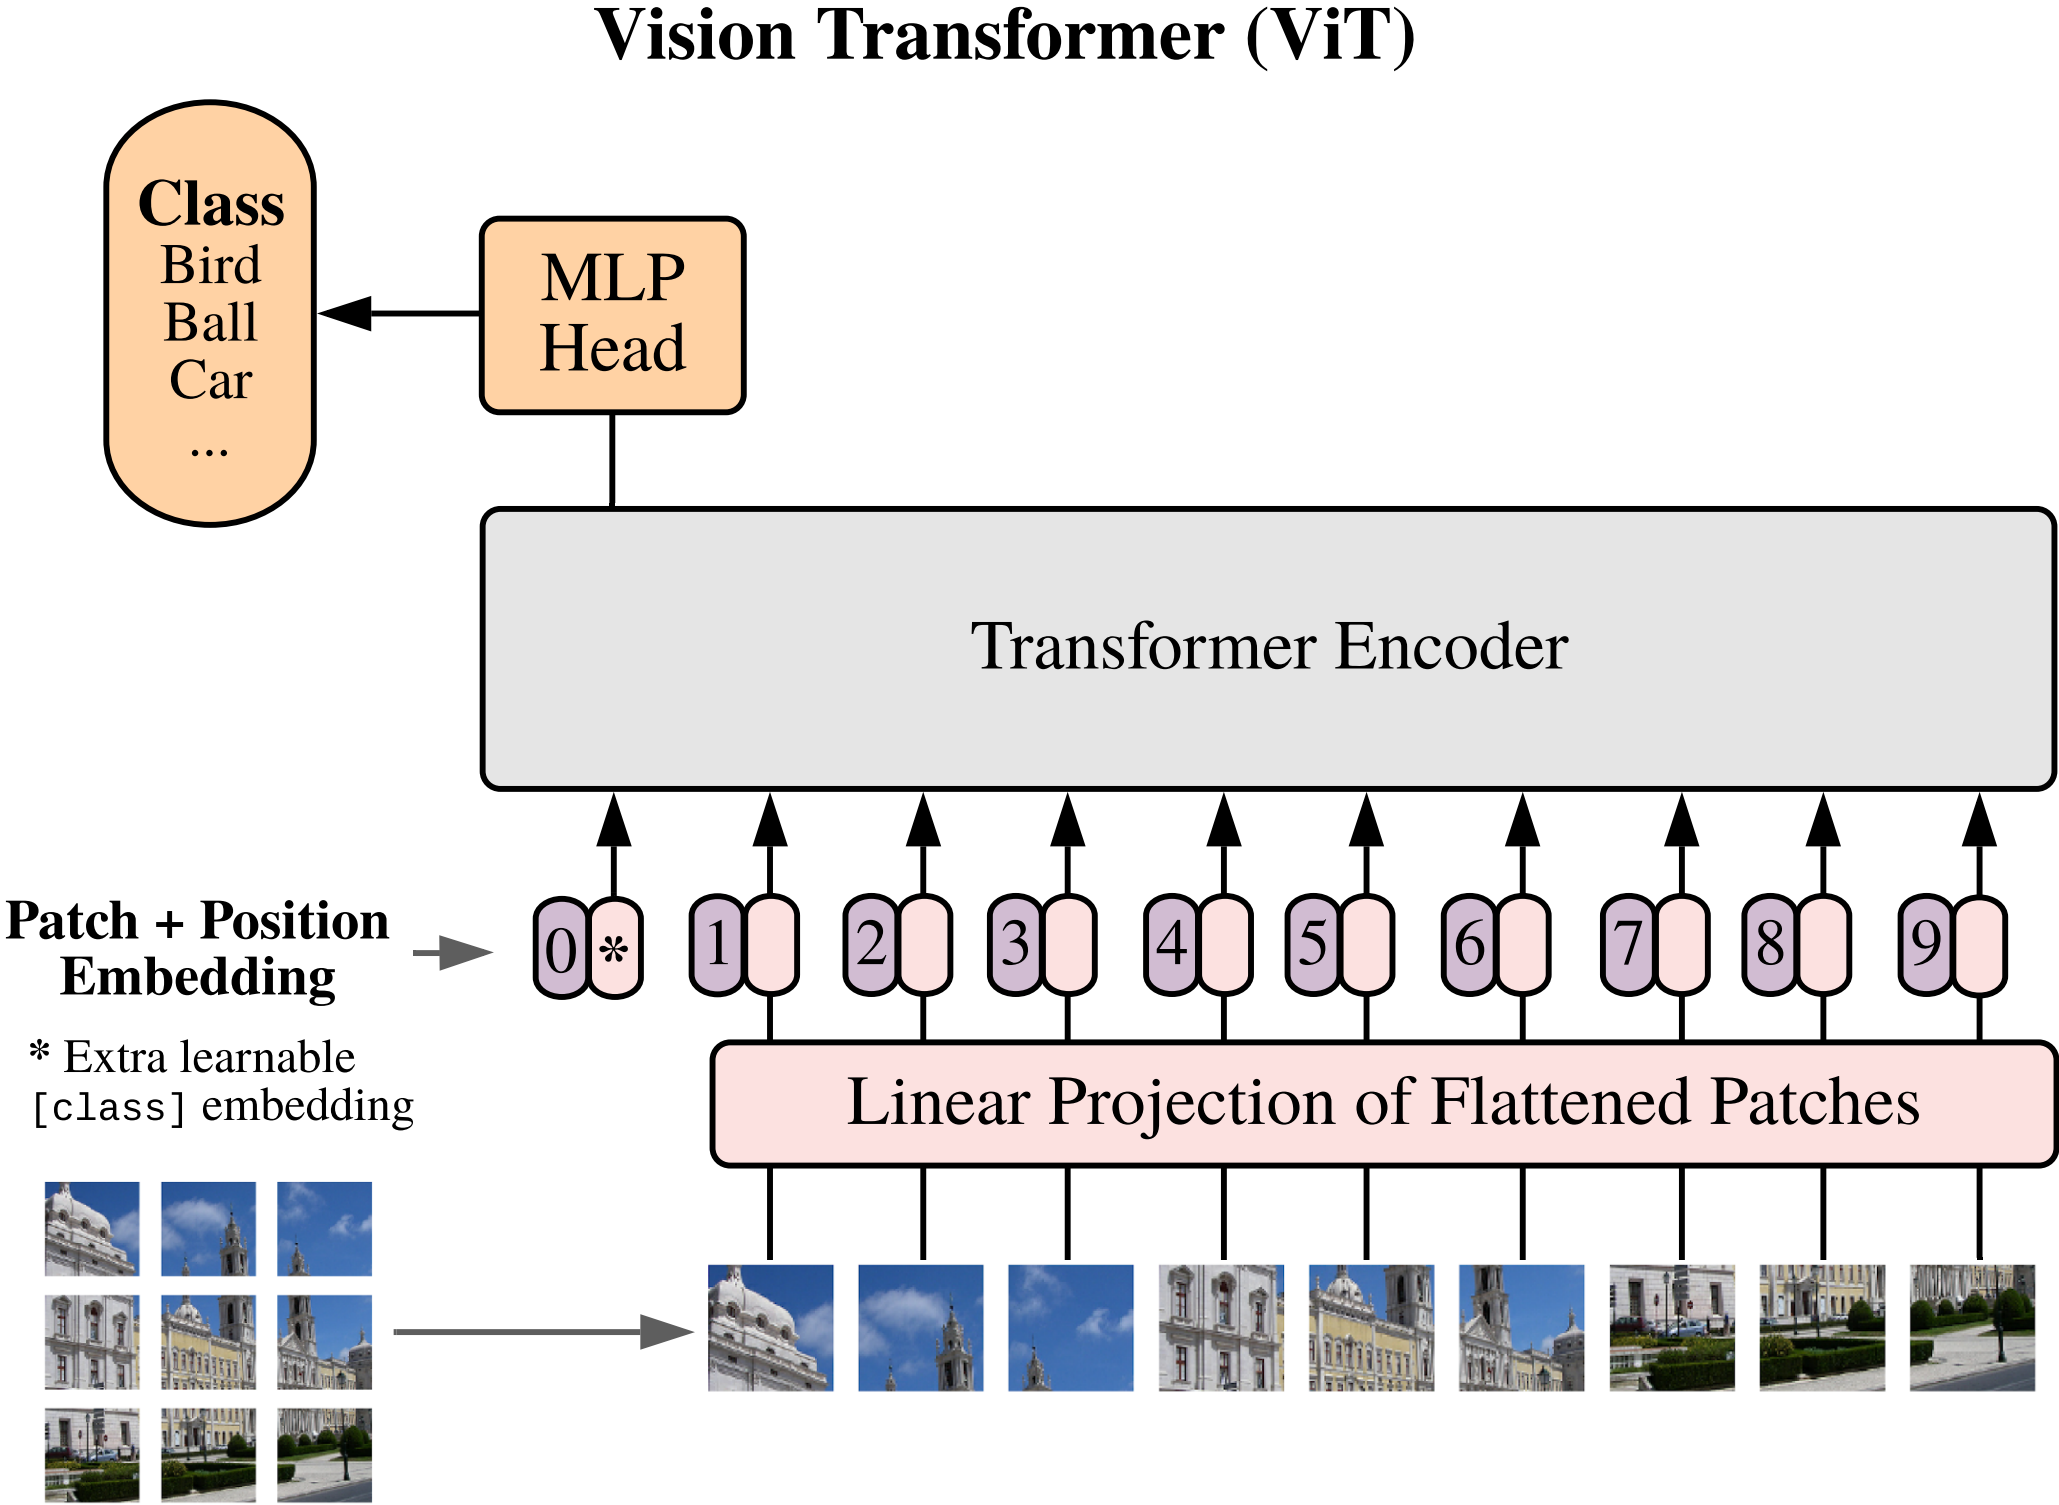 Vision Transformer (ViT)
Class
Bird
Ball
Car
...
MLP
Head
Transformer Encoder
Patch + Position
Embedding
0 * 1 2 3 4 5 6 7 8 9
* Extra learnable
[class] embedding
Linear Projection of Flattened Patches